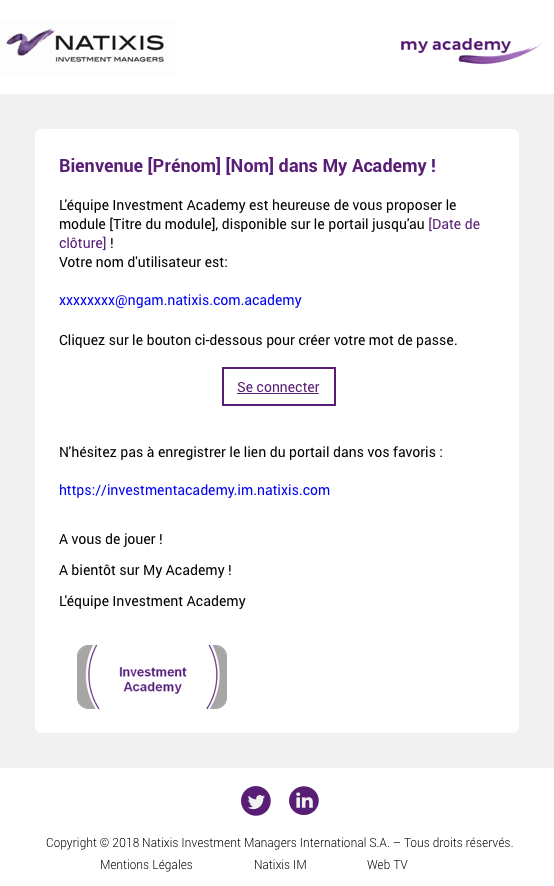 NATIXIS
INVESTMENT MANAGERS
my academy
Bienvenue [Prénom] [Nom] dans My Academy !
L'équipe Investment Academy est heureuse de vous proposer le
module [Titre du module], disponible sur le portail jusqu'au [Date de
clôture] !
Votre nom d'utilisateur est:
xxxxxxxx@ngam.natixis.com.academy
Cliquez sur le bouton ci-dessous pour créer votre mot de passe.
Se connecter
N'hésitez pas à enregistrer le lien du portail dans vos favoris :
https://investmentacademy.im.natixis.com
A vous de jouer !
A bientôt sur My Academy !
L'équipe Investment Academy
Investment
Academy
in
Copyright © 2018 Natixis Investment Managers International S.A. – Tous droits réservés.
Mentions Légales Natixis IM Web TV